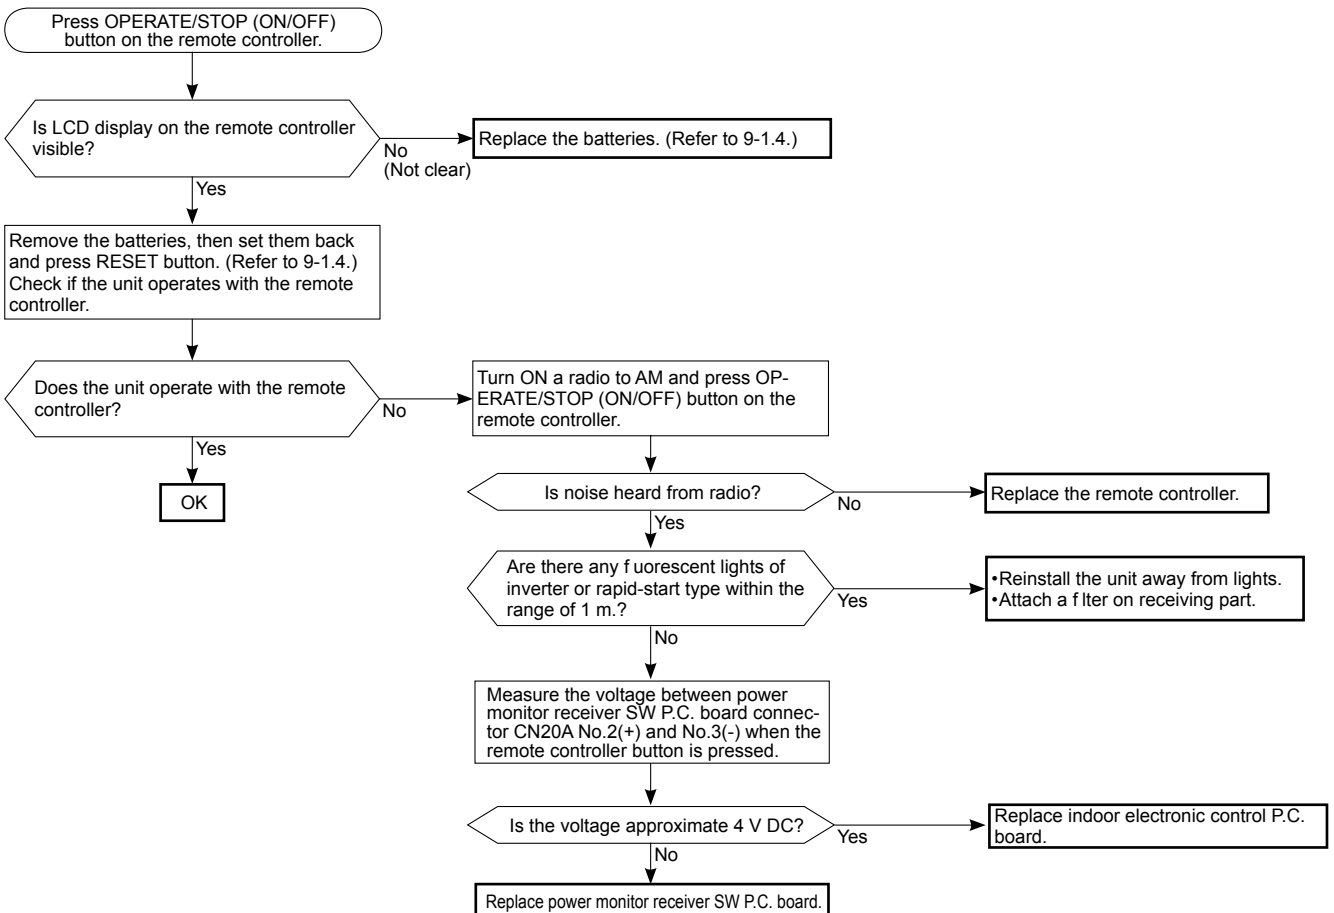 Press OPERATE/STOP (ON/OFF)
button on the remote controller.
Is LCD display on the remote controller
visible?
No
(Not clear)
Replace the batteries. (Refer to 9-1.4.)
Yes
Remove the batteries, then set them back
and press RESET button. (Refer to 9-1.4.)
Check if the unit operates with the remote
controller.
Does the unit operate with the remote
controller?
No
Yes
OK
Turn ON a radio to AM and press OP-
ERATE/STOP (ON/OFF) button on the
remote controller.
Is noise heard from radio?
No
Replace the remote controller.
Yes
Are there any f uorescent lights of
inverter or rapid-start type within the
range of 1 m.?
Yes
•Reinstall the unit away from lights.
•Attach a f lter on receiving part.
No
Measure the voltage between power
monitor receiver SW P.C. board connec-
tor CN20A No.2(+) and No.3(-) when the
remote controller button is pressed.
Is the voltage approximate 4 V DC?
Yes
Replace indoor electronic control P.C.
board.
No
Replace power monitor receiver SW P.C. board.